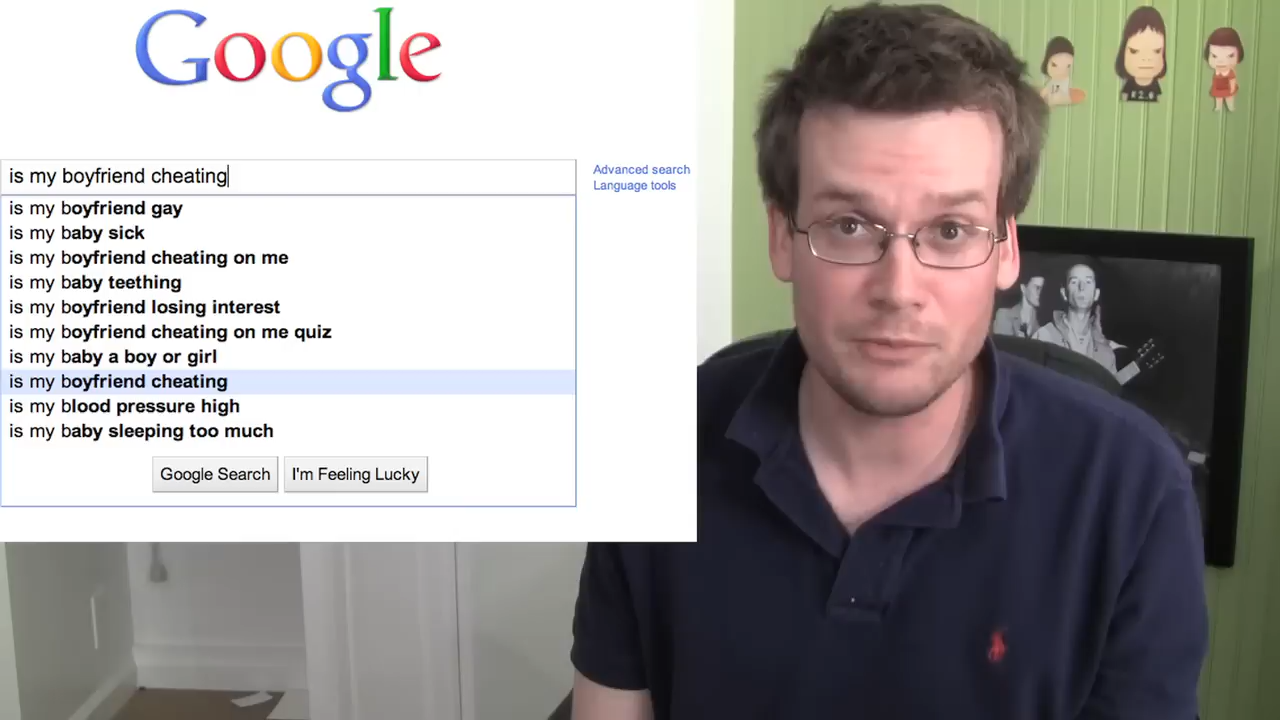 Google
is my boyfriend cheating
Advanced search
Language tools
is my boyfriend gay
is my baby sick
is my boyfriend cheating on me
is my baby teething
is my boyfriend losing interest
is my boyfriend cheating on me quiz
is my baby a boy or girl
is my boyfriend cheating
is my blood pressure high
is my baby sleeping too much
Google Search
I'm Feeling Lucky